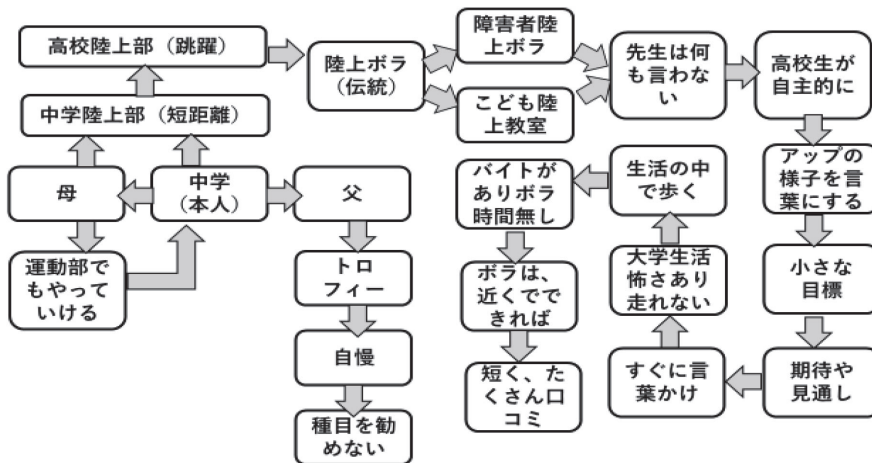 高校陸上部（跳躍）
中学陸上部（短距離）
母
中学
（本人）
父
運動部で
もやって
いける
トロ
フィー
自慢
種目を勧
めない
陸上ボラ
（伝統）
障害者陸
上ボラ
こども陸
上教室
先生は何
も言わな
い
高校生が
自主的に
アップの
様子を言
葉にする
小さな
目標
期待や
見通し
すぐに言
葉かけ
大学生活
怖さあり
走れない
生活の中
で歩く
バイトが
ありボラ
時間無し
ボラは、
近くでで
きれば
短く、た
くさん口
コミ